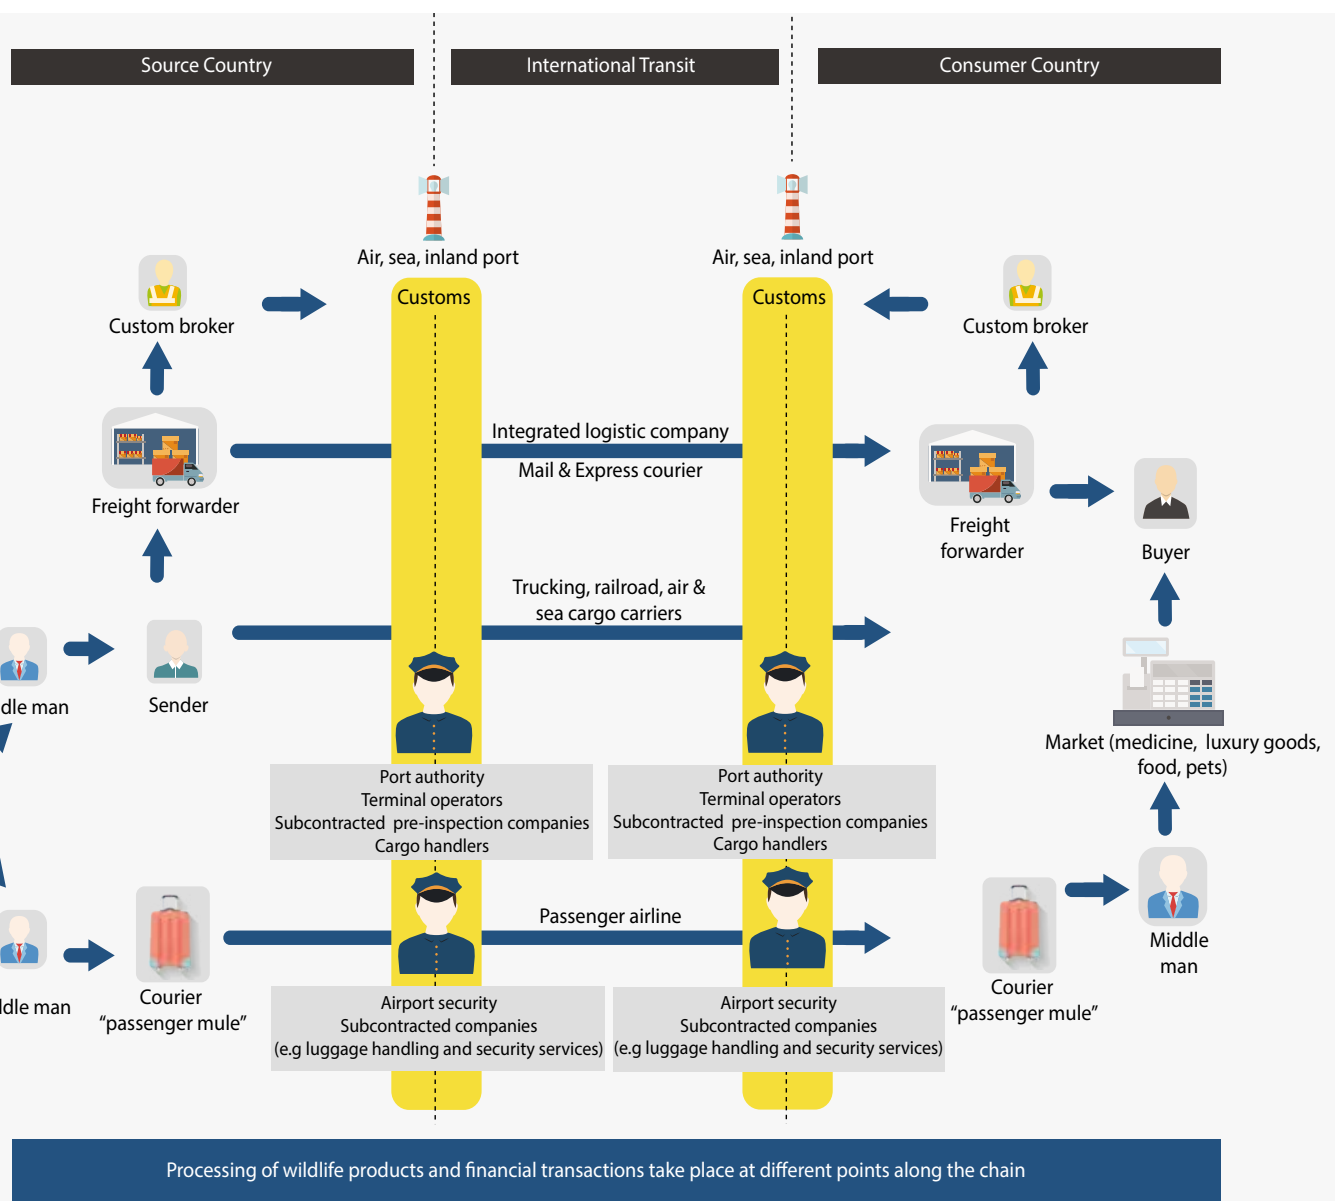 Source Country
International Transit
Consumer Country
Air, sea, inland port
Air, sea, inland port
Customs
Customs
Custom broker
Custom broker
Integrated logistic company
Mail & Express courier
Freight forwarder
Freight
forwarder
Buyer
Trucking, railroad, air &
sea cargo carriers
dle man
Sender
Market (medicine, luxury goods,
food, pets)
Port authority
Terminal operators
Subcontracted pre-inspection companies
Cargo handlers
Port authority
Terminal operators
Subcontracted pre-inspection companies
Cargo handlers
Passenger airline
Middle
man
ddle man
Courier
“passenger mule”
Courier
“passenger mule”
Airport security
Subcontracted companies
(e.g luggage handling and security services)
Airport security
Subcontracted companies
(e.g luggage handling and security services)
Processing of wildlife products and financial transactions take place at different points along the chain